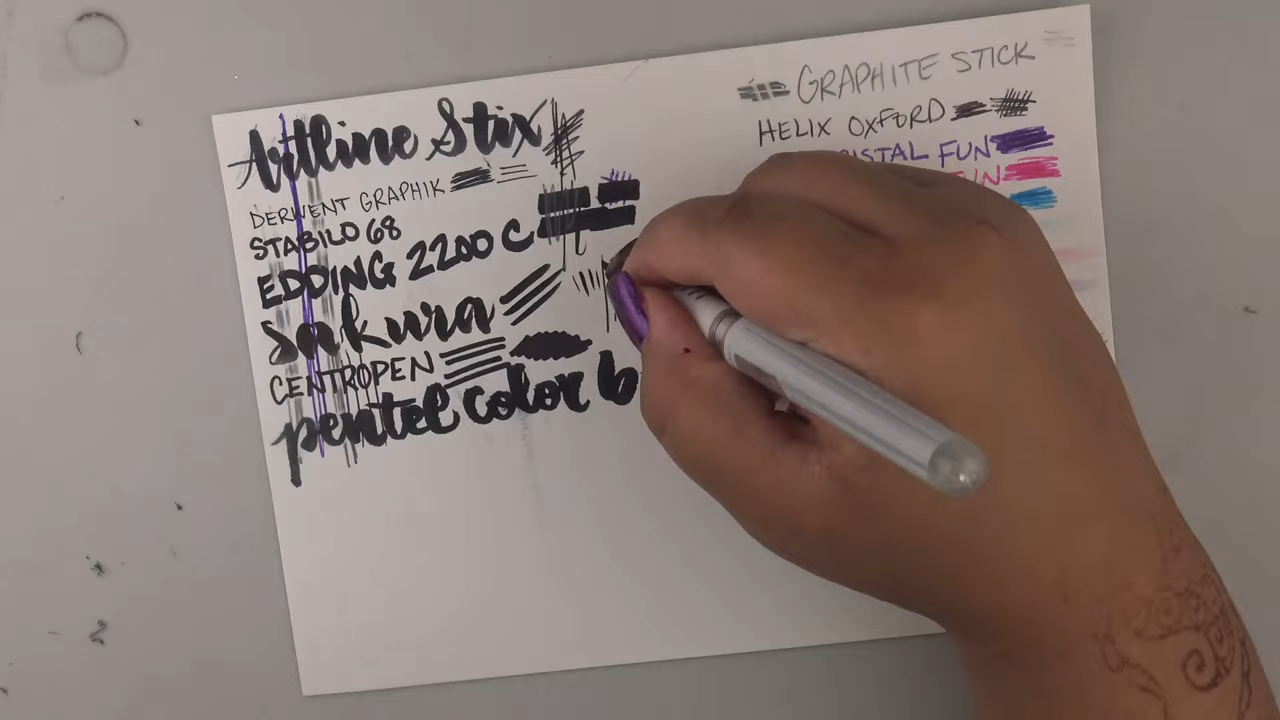 Artline Stix
DERWENT GRAPHIK
STABILO 68
EDDING 2200 C
Sakura
CENTROPEN
pentel color b
GRAPHITE STICK
HELIX OXFORD
FUN